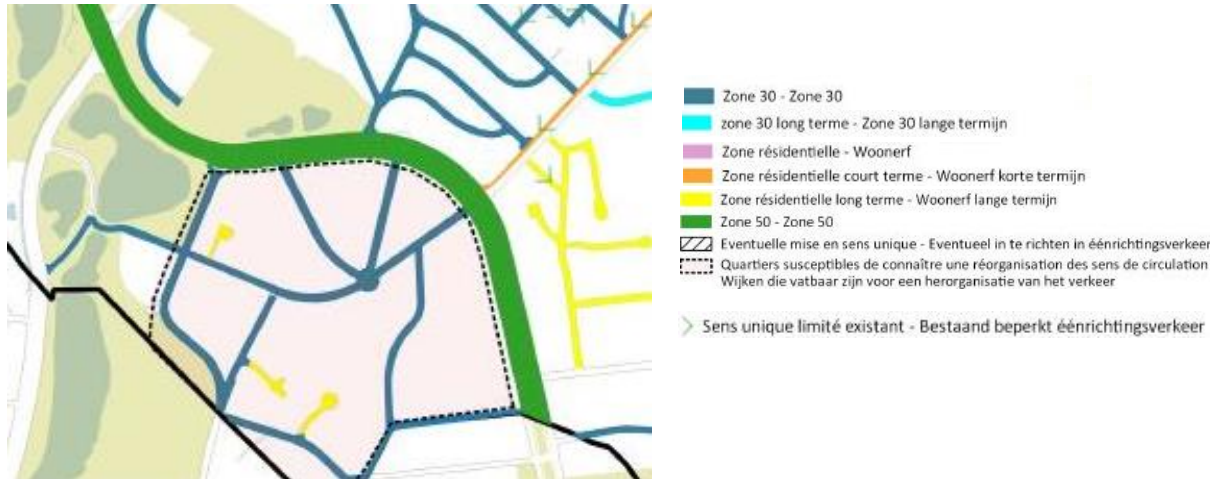 Zone 30 - Zone 30
zone 30 long terme - Zone 30 lange termijn
Zone résidentielle - Woonerf
Zone résidentielle court terme - Woonerf korte termijn
Zone résidentielle long terme - Woonerf lange termijn
Zone 50 - Zone 50
Eventuelle mise en sens unique - Eventueel in te richten in éénrichtingsverkeer
Quartiers susceptibles de connaître une réorganisation des sens de circulation
Wijken die vatbaar zijn voor een herorganisatie van het verkeer
Sens unique limité existant - Bestaand beperkt éénrichtingsverkeer